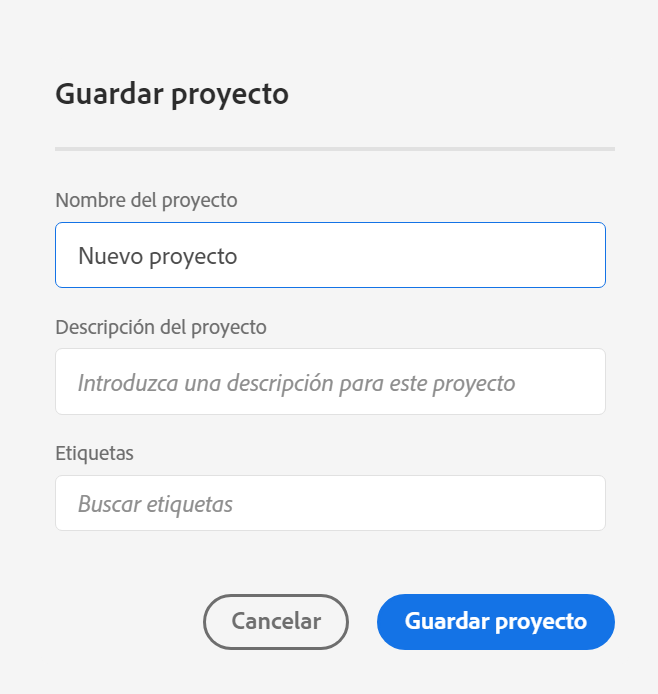 Guardar proyecto
Nombre del proyecto
Nuevo proyecto
Descripción del proyecto
Introduzca una descripción para este proyecto
Etiquetas
Buscar etiquetas
Cancelar
Guardar proyecto